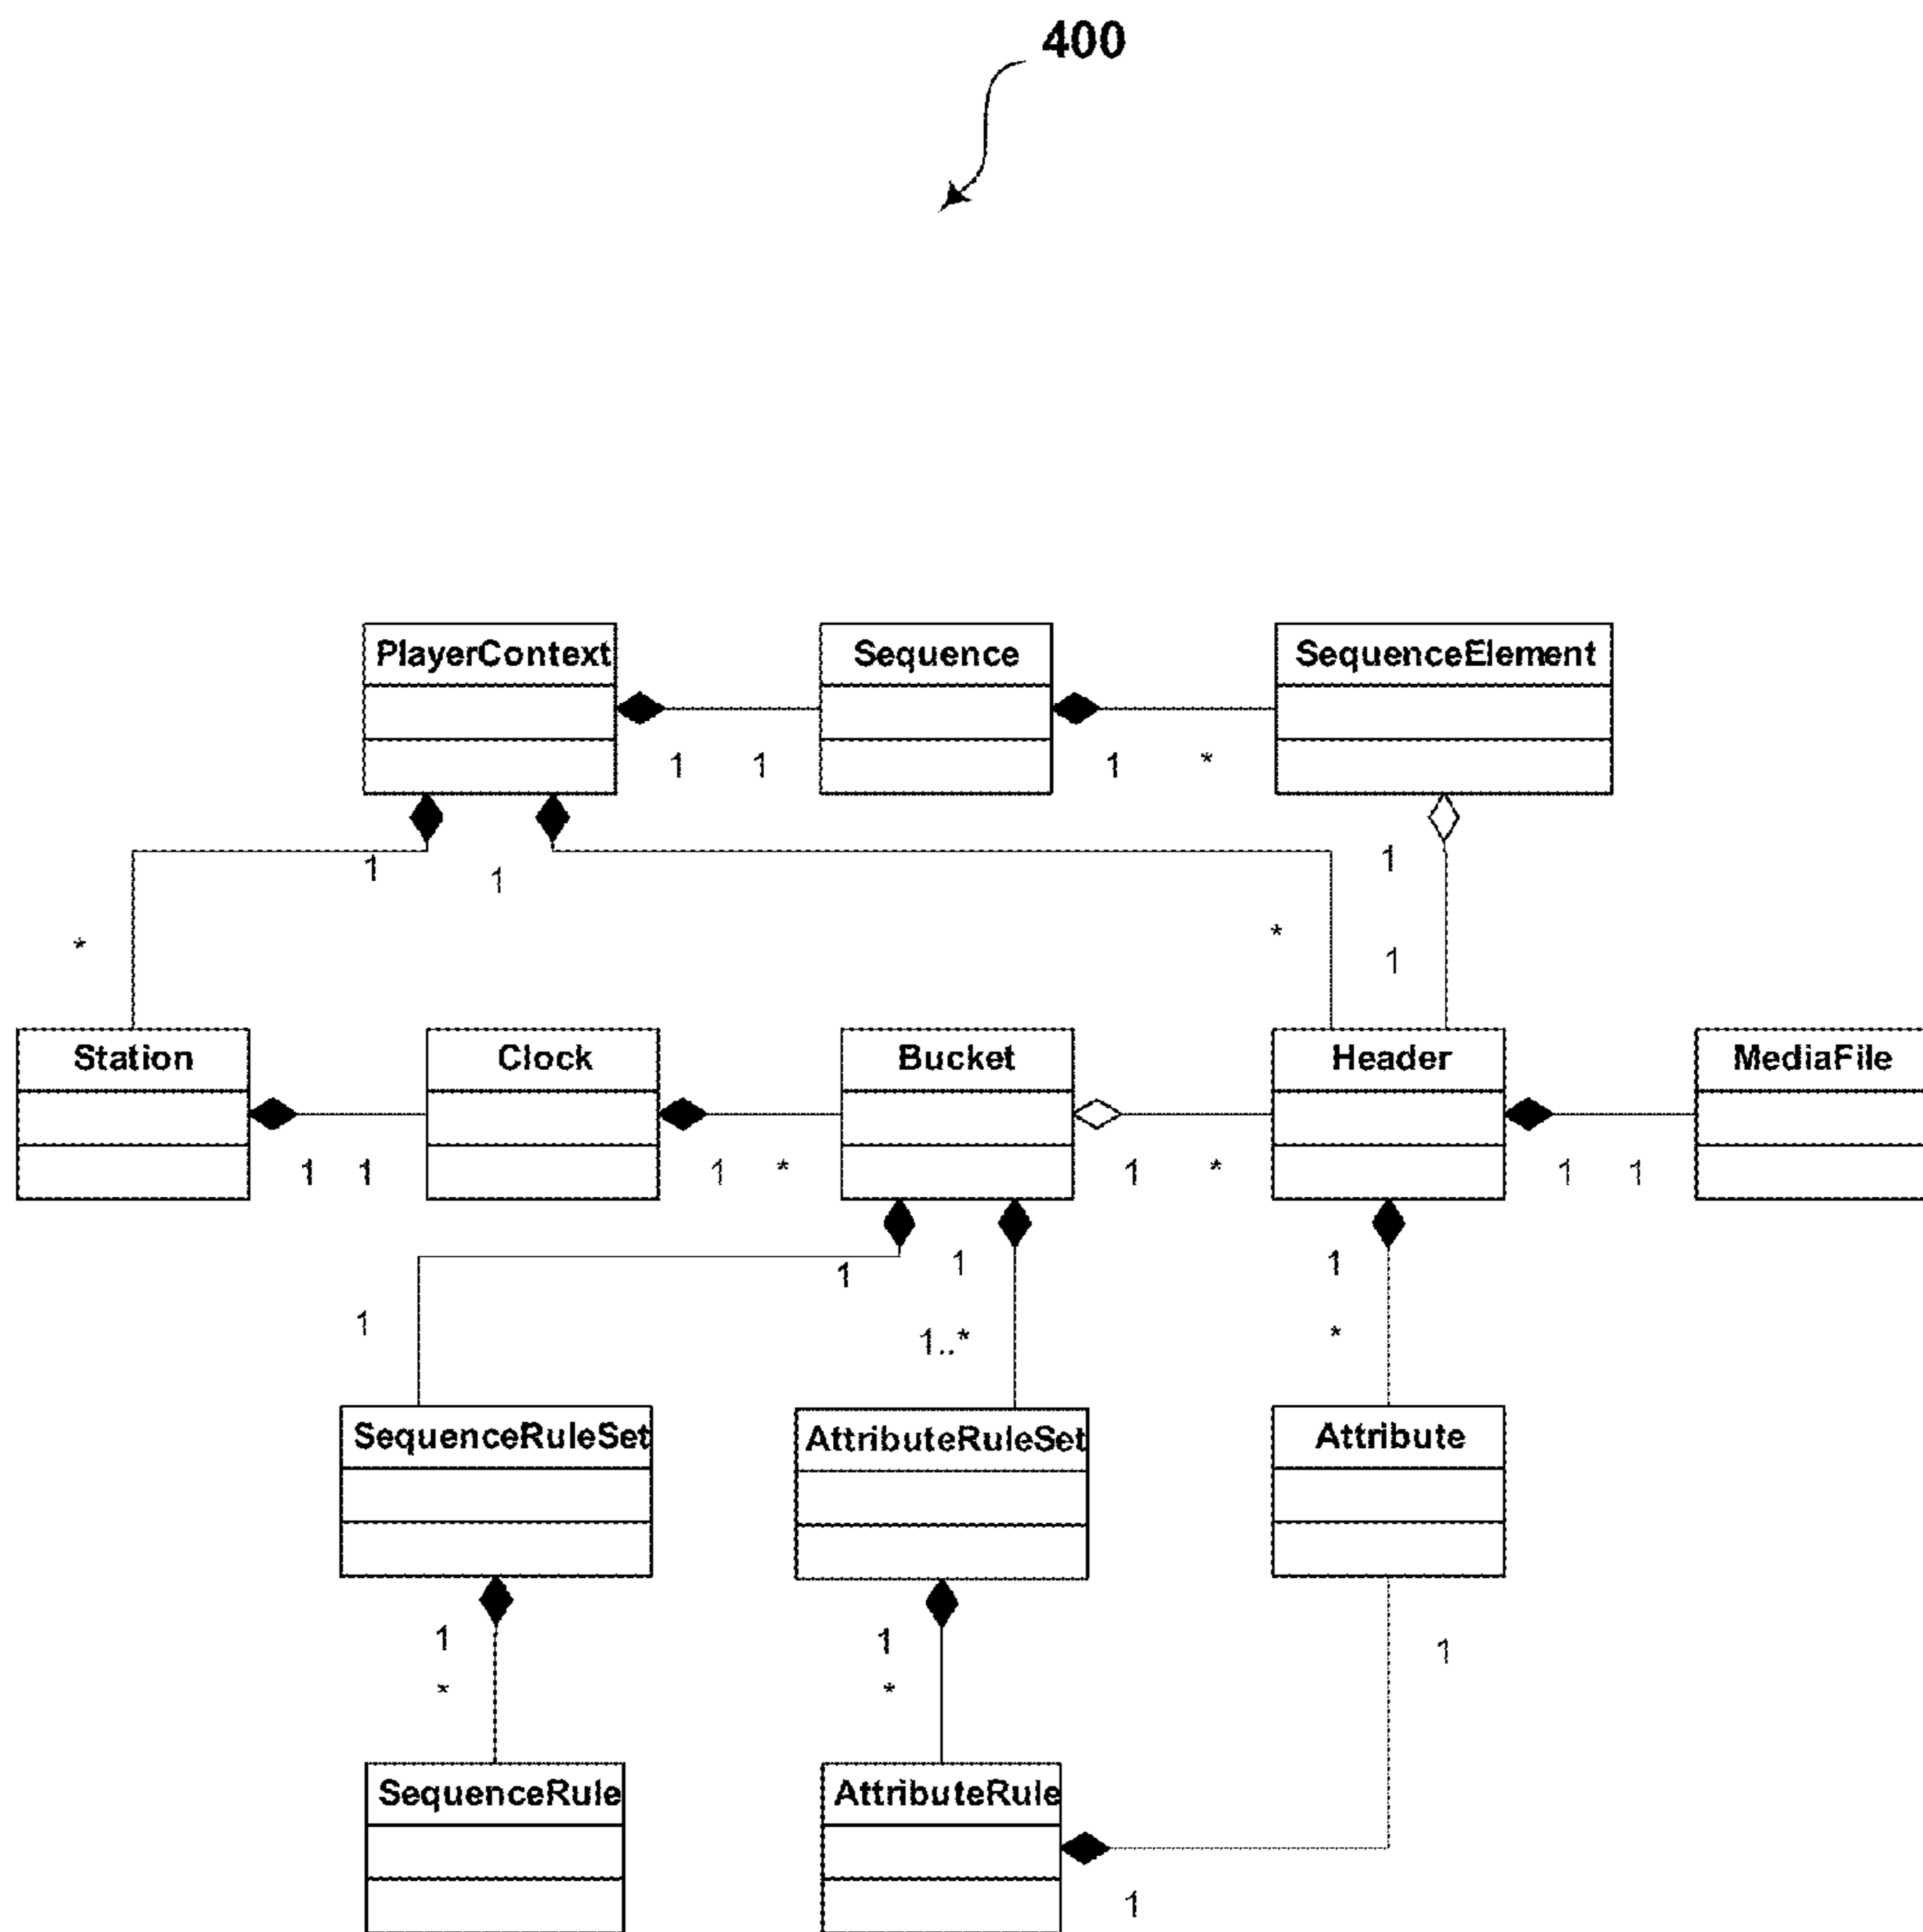 400
PlayerContext
Sequence
SequenceElement
1 1
1 *
1
1
1
*
*
1
Station
Clock
Bucket
Header
MediaFile
1 1
1 *
1 *
1 1
1
1
1
1
1..*
*
SequenceRuleSet
AttributeRuleSet
Attribute
1
1
1
*
*
SequenceRule
AttributeRule
1